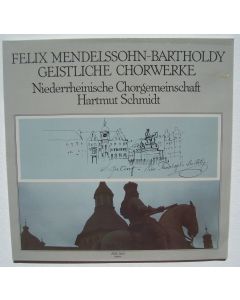 FELIX MENDELSSOHN-BARTHOLDY
GEISTLICHE CHORWERKE
Niederrheinische Chorgemeinschaft
Hartmut Schmidt